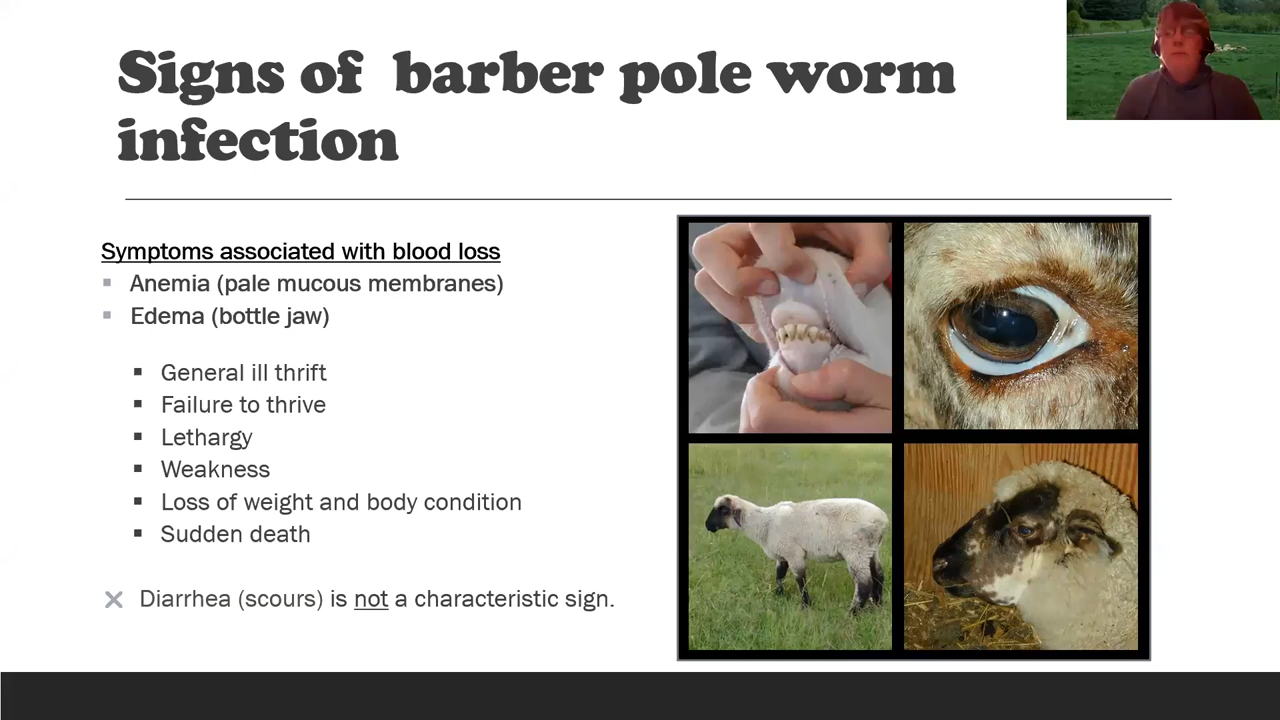 Signs of barber pole worm
infection
Symptoms associated with blood loss
▪ Anemia (pale mucous membranes)
▪ Edema (bottle jaw)
▪ General ill thrift
▪ Failure to thrive
▪ Lethargy
▪ Weakness
▪ Loss of weight and body condition
▪ Sudden death
× Diarrhea (scours) is not a characteristic sign.